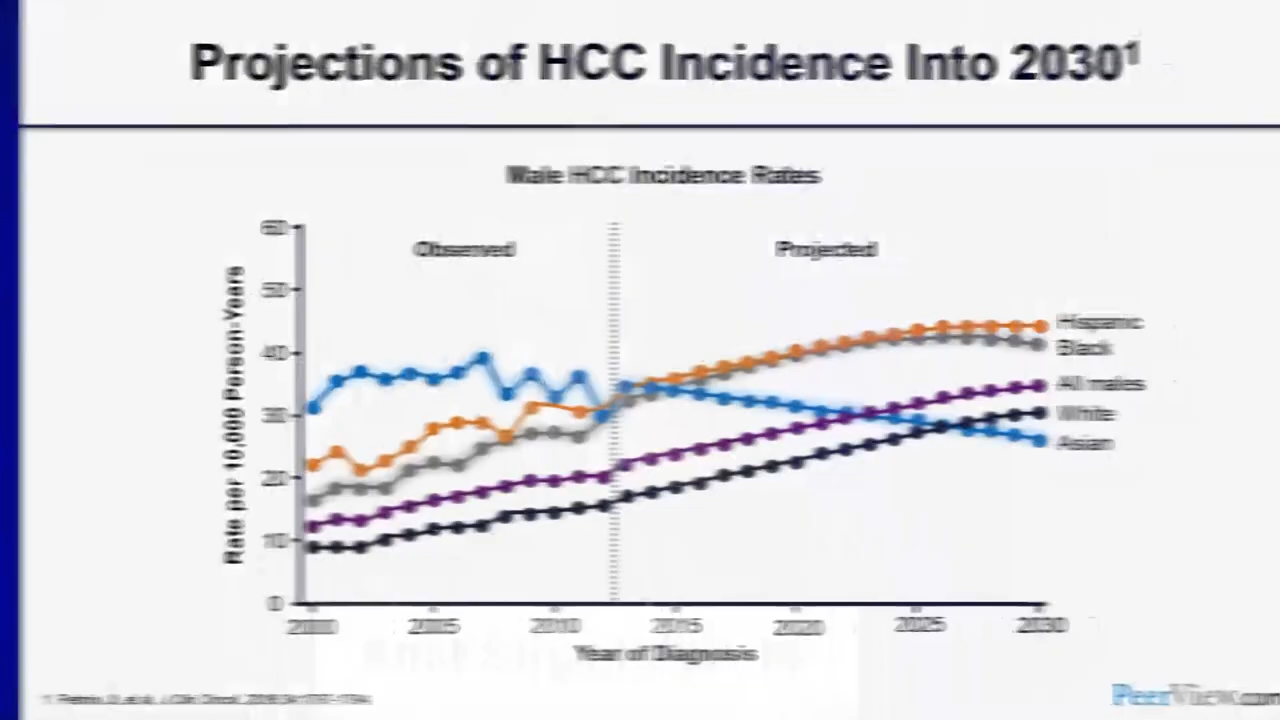 Projections of HCC Incidence Into 2030¹
Male HCC Incidence Rates
Observed
Projected
Rate per 10,000 Person-Years
60
50
40
30
20
10
0
Hispanic
Black
All males
White
Asian
2000
2005
2010
2015
2020
2025
2030
Year of Diagnosis
PeerView.com